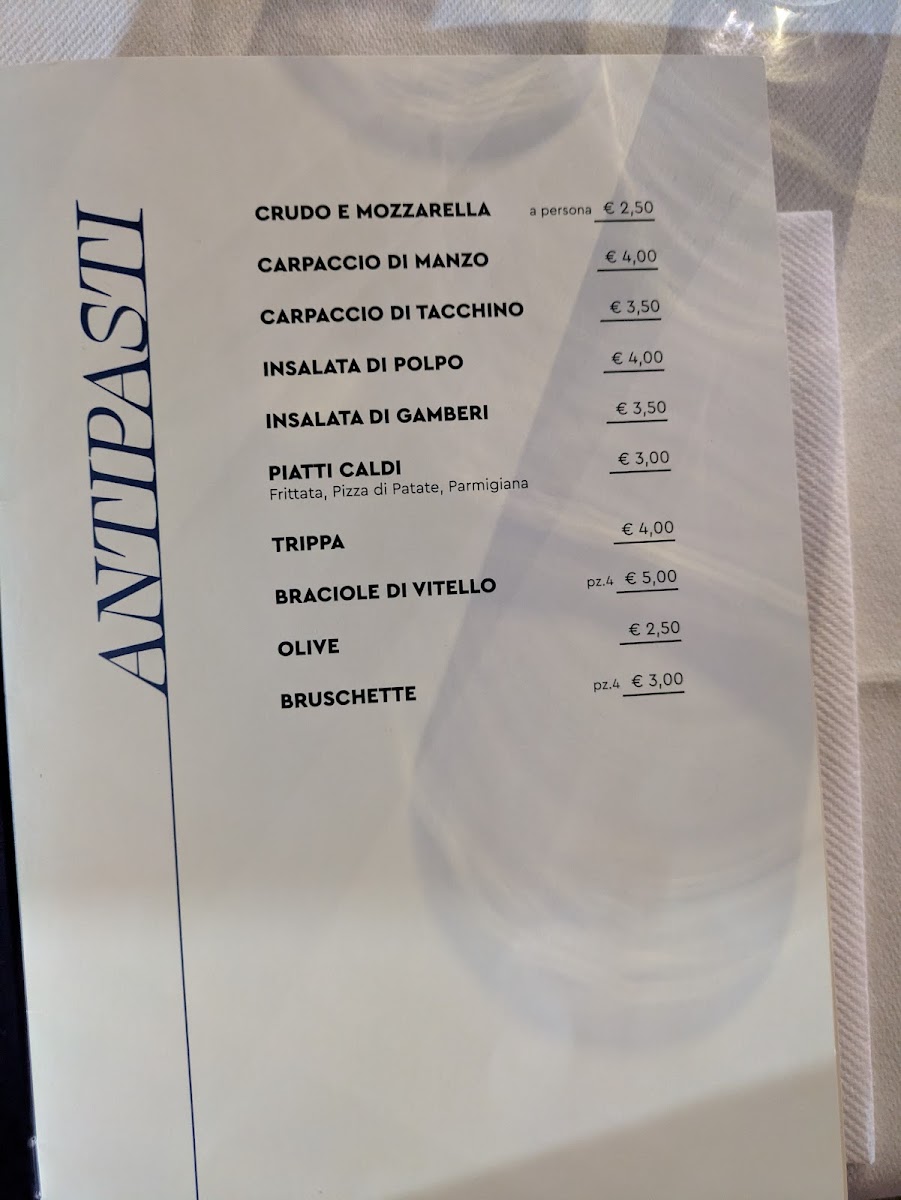 ANTIPASTI
CRUDO E MOZZARELLA a persona € 2,50
CARPACCIO DI MANZO € 4,00
CARPACCIO DI TACCHINO € 3,50
INSALATA DI POLPO € 4,00
INSALATA DI GAMBERI € 3,50
PIATTI CALDI € 3,00
Frittata, Pizza di Patate, Parmigiana
TRIPPA € 4,00
BRACIOLE DI VITELLO pz.4 € 5,00
OLIVE € 2,50
BRUSCHETTE pz.4 € 3,00